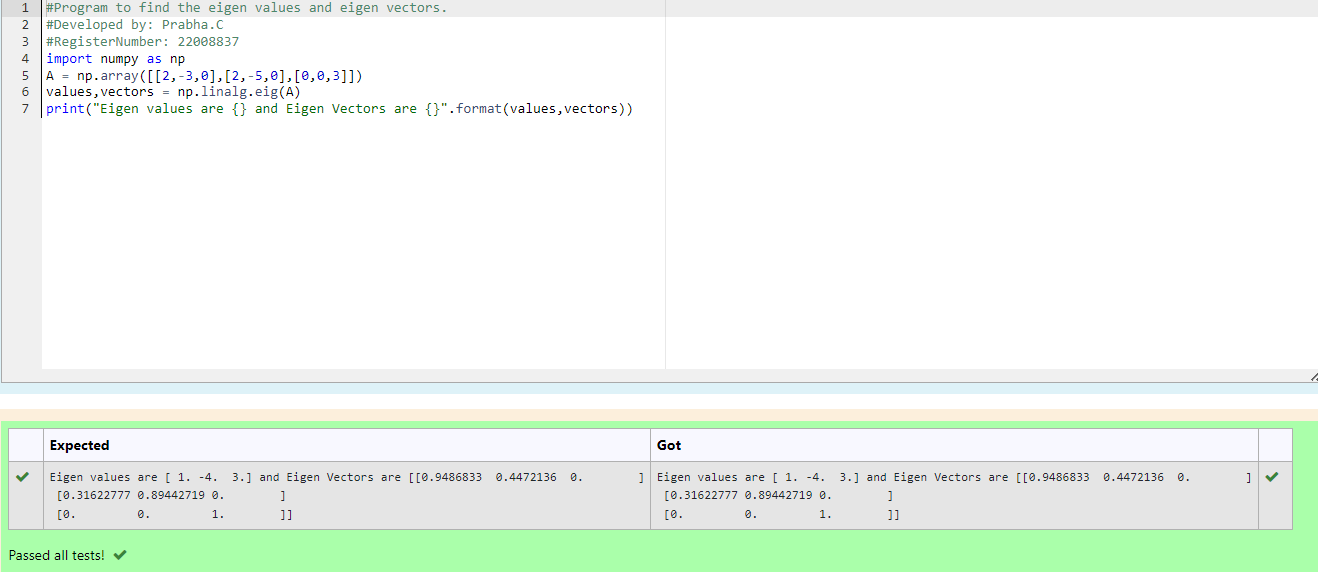 1 #Program to find the eigen values and eigen vectors.
2 #Developed by: Prabha.C
3 #RegisterNumber: 22008837
4 import numpy as np
5 A = np.array([[2,-3,0],[2,-5,0],[0,0,3]])
6 values,vectors = np.linalg.eig(A)
7 print("Eigen values are {} and Eigen Vectors are {}".format(values,vectors))
Expected Got
Eigen values are [ 1. -4.  3.] and Eigen Vectors are [[0.9486833  0.4472136  0.        ] Eigen values are [ 1. -4.  3.] and Eigen Vectors are [[0.9486833  0.4472136  0.        ]
[0.31622777 0.89442719 0.        ] [0.31622777 0.89442719 0.        ]
[0.         0.         1.        ]] [0.         0.         1.        ]]
Passed all tests!